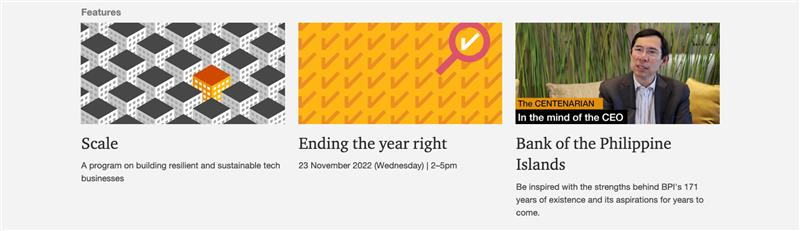 Features
Scale
A program on building resilient and sustainable tech
businesses
Ending the year right
23 November 2022 (Wednesday) | 2–5pm
The CENTENARIAN
In the mind of the CEO
Bank of the Philippine
Islands
Be inspired with the strengths behind BPI's 171
years of existence and its aspirations for years to
come.